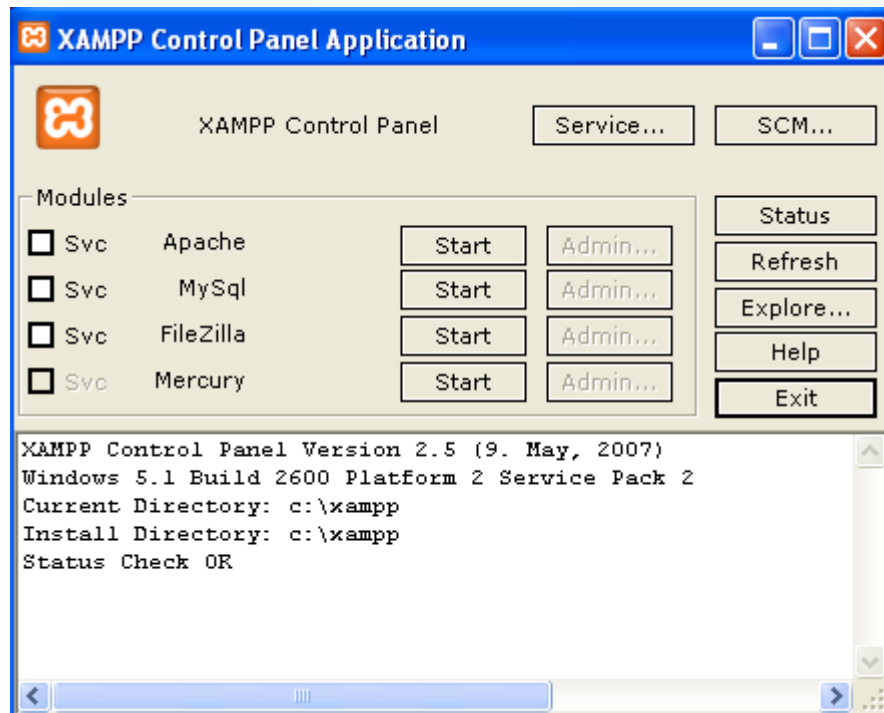 XAMPP Control Panel Application
XAMPP Control Panel Service... SCM...
Modules
Status
Svc Apache Start Admin...
Refresh
Svc MySql Start Admin...
Explore...
Svc FileZilla Start Admin...
Help
Svc Mercury Start Admin...
Exit
XAMPP Control Panel Version 2.5 (9. May, 2007)
Windows 5.1 Build 2600 Platform 2 Service Pack 2
Current Directory: c:\xampp
Install Directory: c:\xampp
Status Check OK